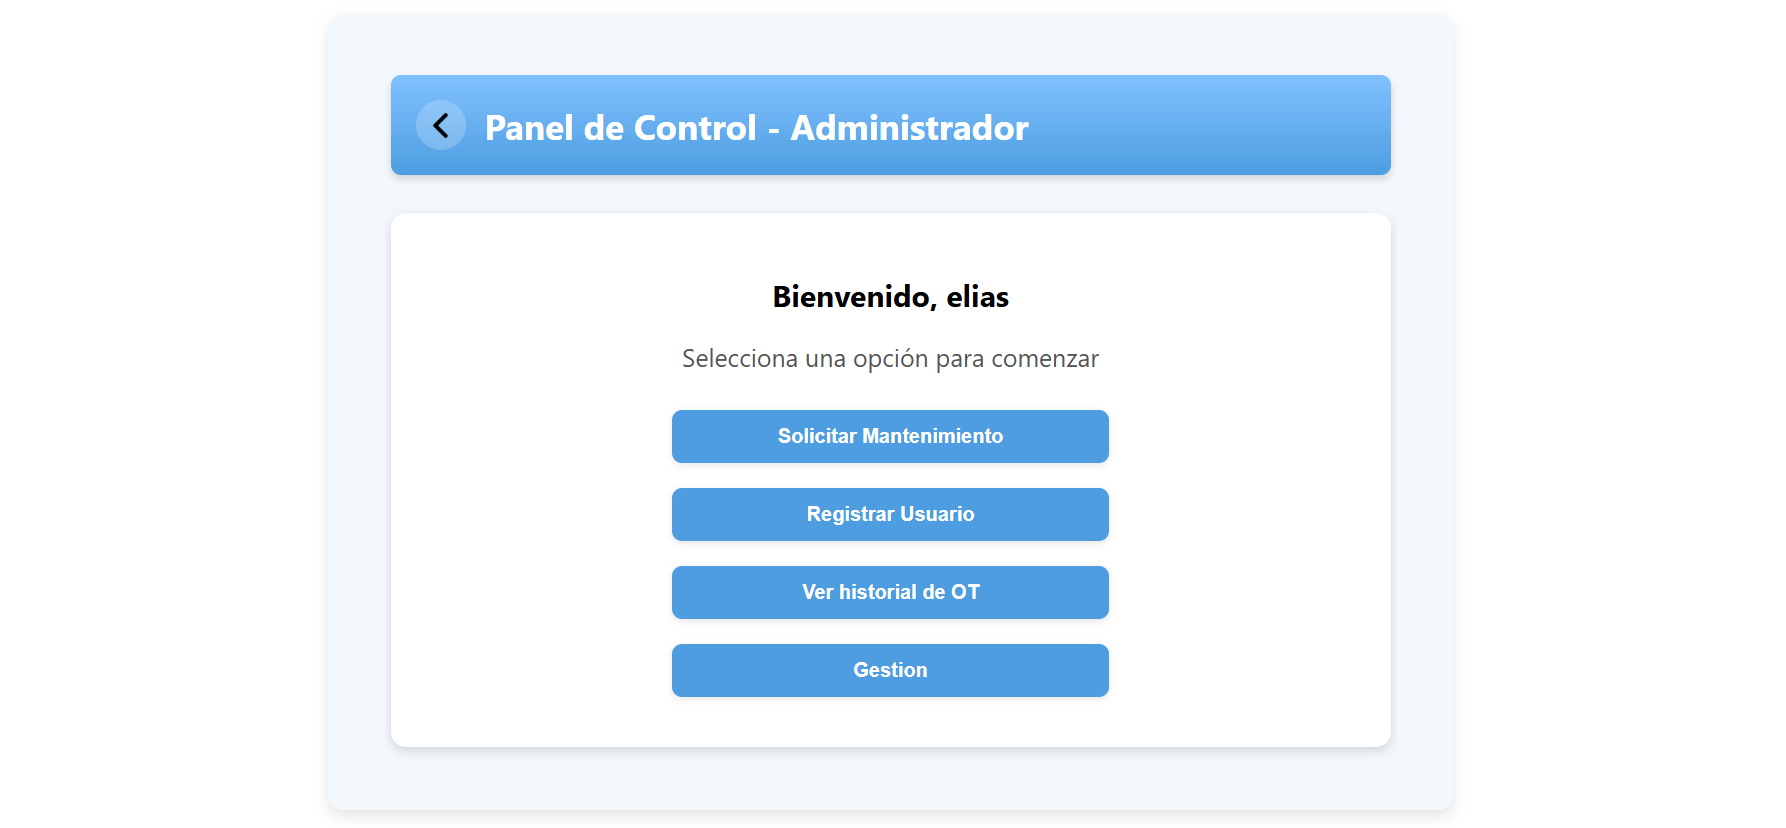 Panel de Control - Administrador
Bienvenido, elias
Selecciona una opción para comenzar
Solicitar Mantenimiento
Registrar Usuario
Ver historial de OT
Gestion